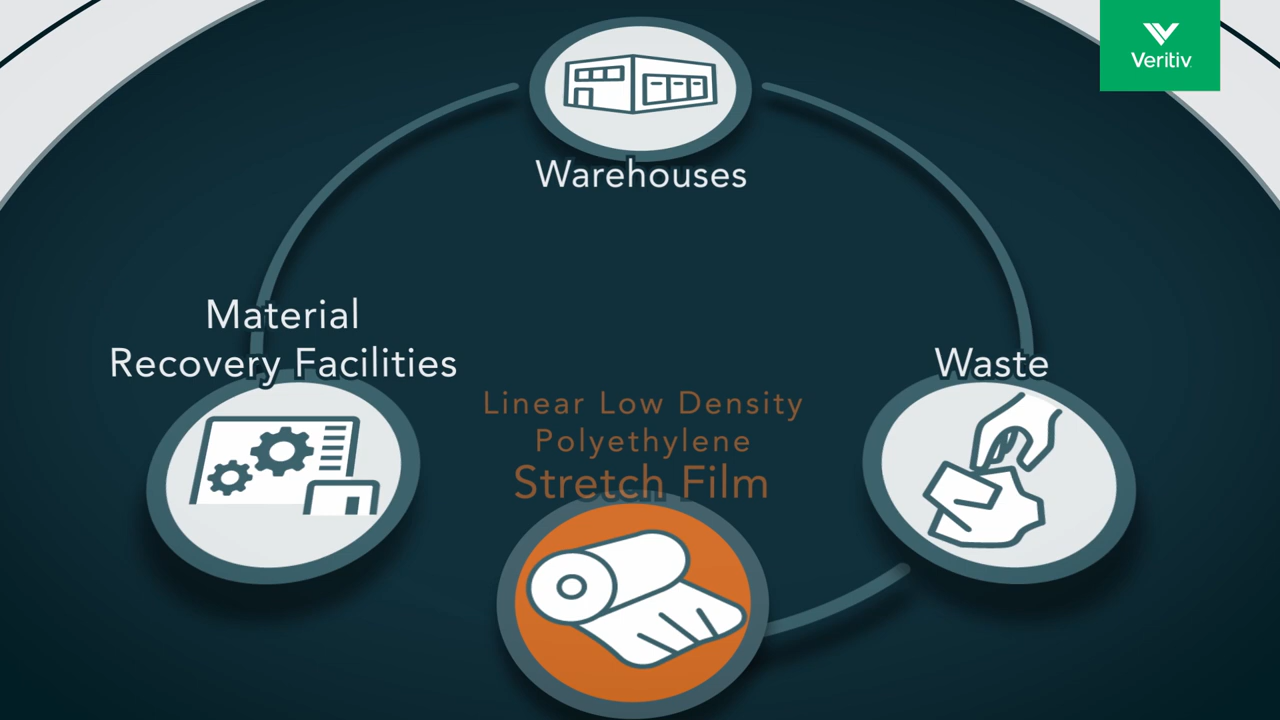 Veritiv
Warehouses
Material
Recovery Facilities
Waste
Linear Low Density
Polyethylene
Stretch Film